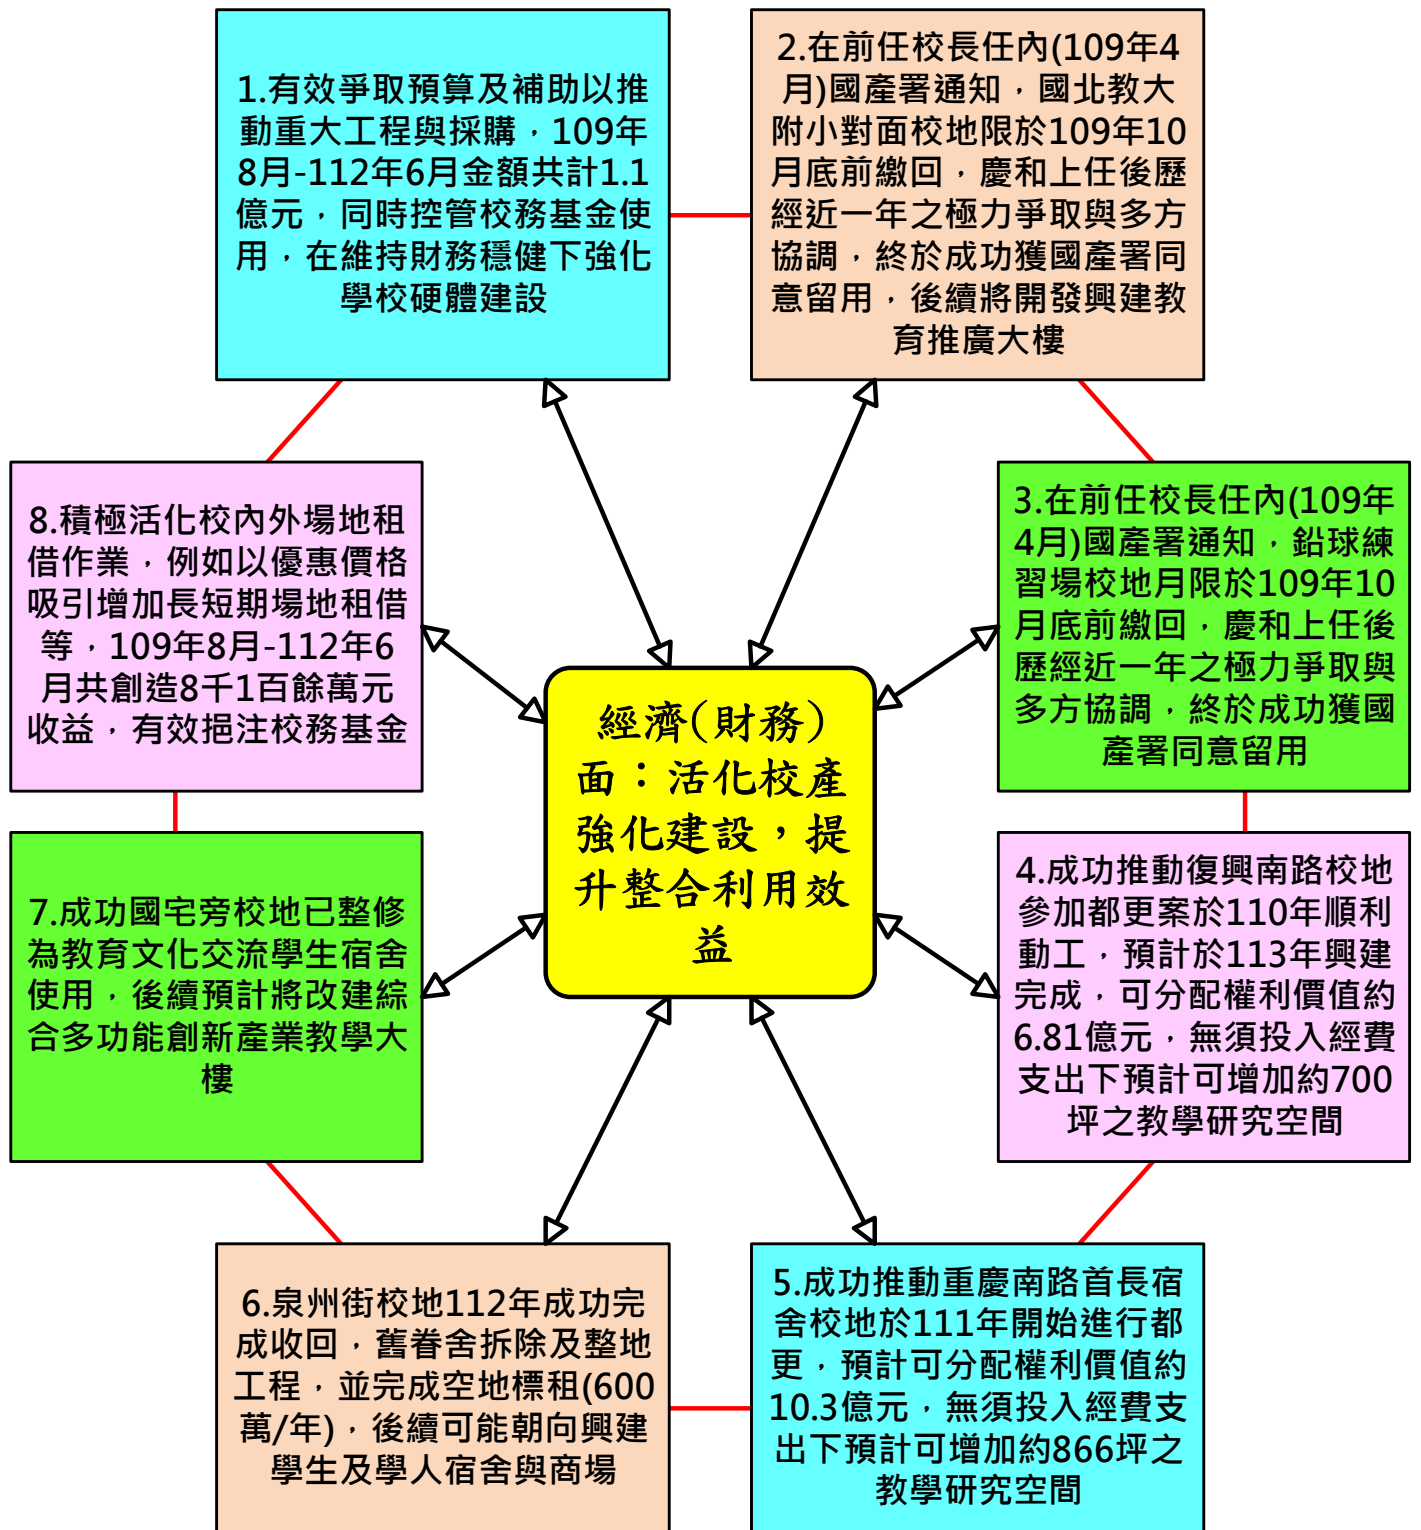 1.有效爭取預算及補助以推
動重大工程與採購，109年
8月-112年6月金額共計1.1
億元，同時控管校務基金使
用，在維持財務穩健下強化
學校硬體建設
2.在前任校長任內(109年4
月)國產署通知，國北教大
附小對面校地限於109年10
月底前繳回，慶和上任後歷
經近一年之極力爭取與多方
協調，終於成功獲國產署同
意留用，後續將開發興建教
育推廣大樓
3.在前任校長任內(109年
4月)國產署通知，鉛球練
習場校地月限於109年10
月底前繳回，慶和上任後
歷經近一年之極力爭取與
多方協調，終於成功獲國
產署同意留用
4.成功推動復興南路校地
參加都更案於110年順利
動工，預計於113年興建
完成，可分配權利價值約
6.81億元，無須投入經費
支出下預計可增加約700
坪之教學研究空間
5.成功推動重慶南路首長宿
舍校地於111年開始進行都
更，預計可分配權利價值約
10.3億元，無須投入經費支
出下預計可增加約866坪之
教學研究空間
6.泉州街校地112年成功完
成收回，舊眷舍拆除及整地
工程，並完成空地標租(600
萬/年)，後續可能朝向興建
學生及學人宿舍與商場
7.成功國宅旁校地已整修
為教育文化交流學生宿舍
使用，後續預計將改建綜
合多功能創新產業教學大
樓
8.積極活化校內外場地租
借作業，例如以優惠價格
吸引增加長短期場地租借
等，109年8月-112年6
月共創造8千1百餘萬元
收益，有效挹注校務基金
經濟(財務)
面：活化校產
強化建設，提
升整合利用效
益